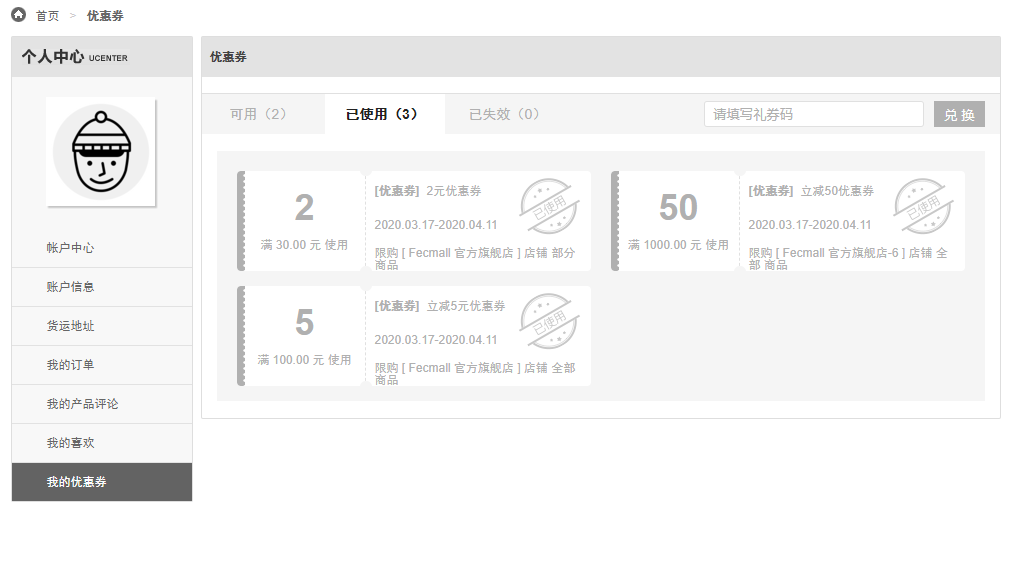 首页 > 优惠券
个人中心 UCENTER
帐户中心
账户信息
货运地址
我的订单
我的产品评论
我的喜欢
我的优惠券
优惠券
可用（2） 已使用（3） 已失效（0） 请填写礼券码 兑 换
2
满 30.00 元 使用
[优惠券] 2元优惠券
2020.03.17-2020.04.11
限购 [ Fecmall 官方旗舰店 ] 店铺 部分
商品
已使用
50
满 1000.00 元 使用
[优惠券] 立减50优惠券
2020.03.17-2020.04.11
限购 [ Fecmall 官方旗舰店-6 ] 店铺 全
部 商品
已使用
5
满 100.00 元 使用
[优惠券] 立减5元优惠券
2020.03.17-2020.04.11
限购 [ Fecmall 官方旗舰店 ] 店铺 全部
商品
已使用